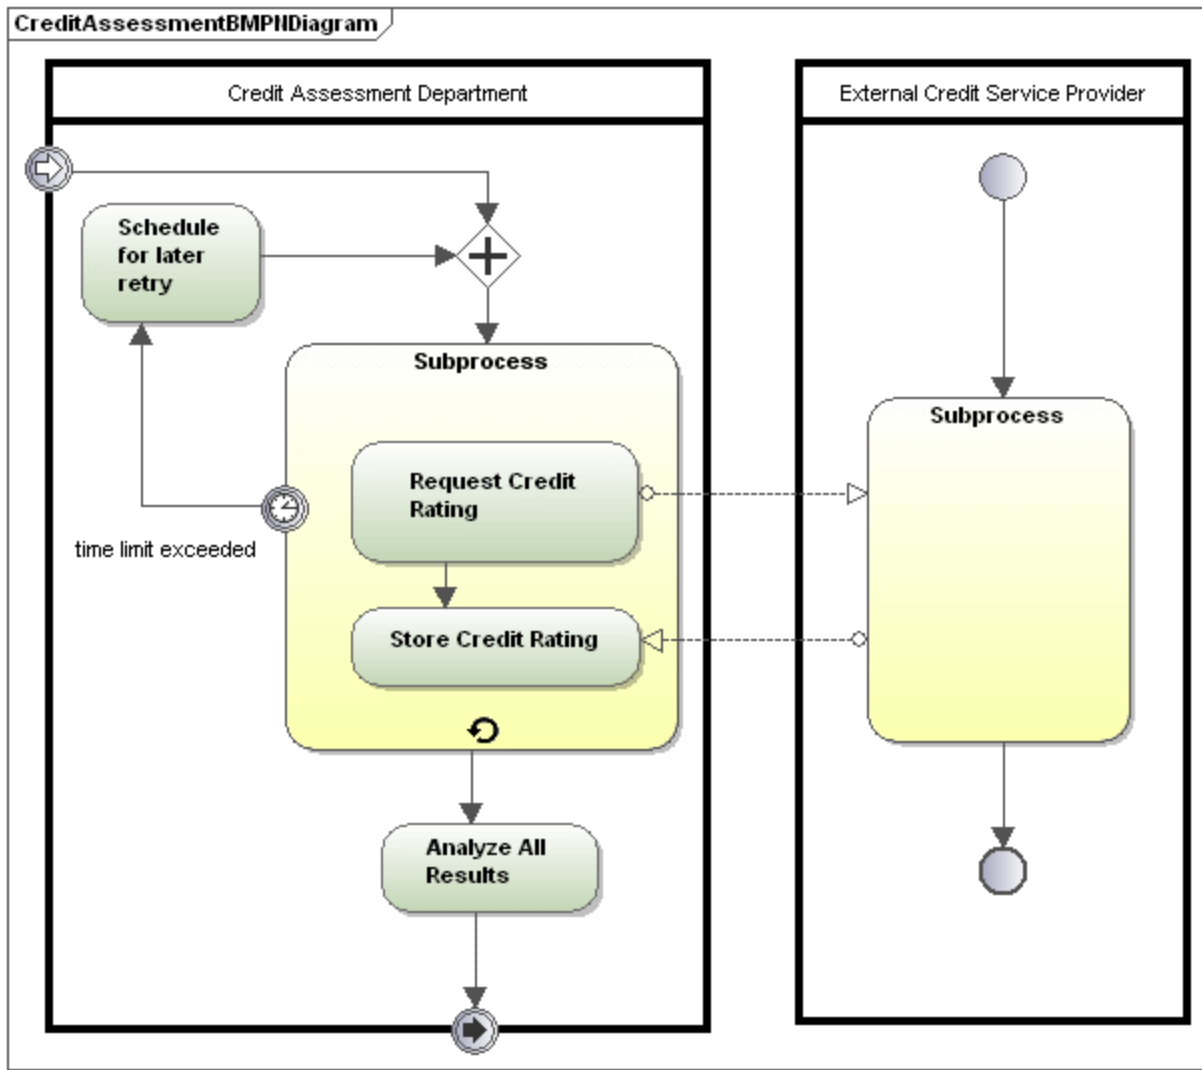 CreditAssessmentBMPNDiagram
Credit Assessment Department
External Credit Service Provider
Schedule
for later
retry
Subprocess
Subprocess
Request Credit
Rating
time limit exceeded
Store Credit Rating
Analyze All
Results